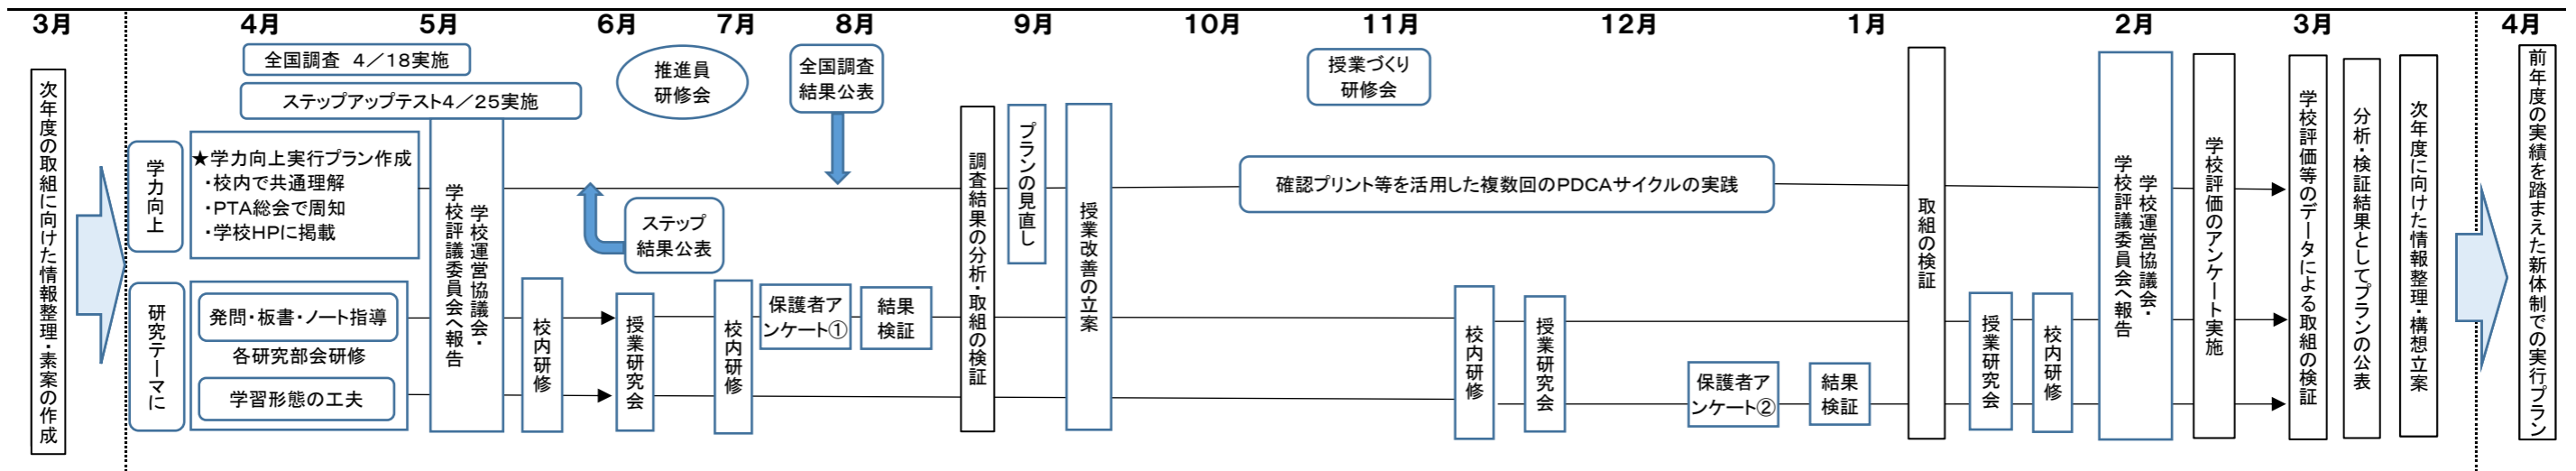 3月
4月
5月
6月
7月
8月
9月
10月
11月
12月
1月
2月
3月
4月
次年度の取組に向けた情報整理・素案の作成
全国調査 4/18実施
ステップアップテスト4/25実施
学力向上
★学力向上実行プラン作成
・校内で共通理解
・PTA総会で周知
・学校HPに掲載
研究テーマに
発問・板書・ノート指導
各研究部会研修
学習形態の工夫
学校運営協議会・
学校評議委員会へ報告
校内研修
推進員
研修会
ステップ
結果公表
授業研究会
校内研修
全国調査
結果公表
保護者ア
ンケート①
結果
検証
調査結果の分析・取組の検証
プランの見直し
授業改善の立案
授業づくり
研修会
確認プリント等を活用した複数回のPDCAサイクルの実践
校内研修
授業研究会
保護者ア
ンケート②
結果
検証
取組の検証
授業研究会
校内研修
学校運営協議会・
学校評議委員会へ報告
学校評価のアンケート実施
学校評価等のデータによる取組の検証
分析・検証結果としてプランの公表
次年度に向けた情報整理・構想立案
前年度の実績を踏まえた新体制での実行プラン